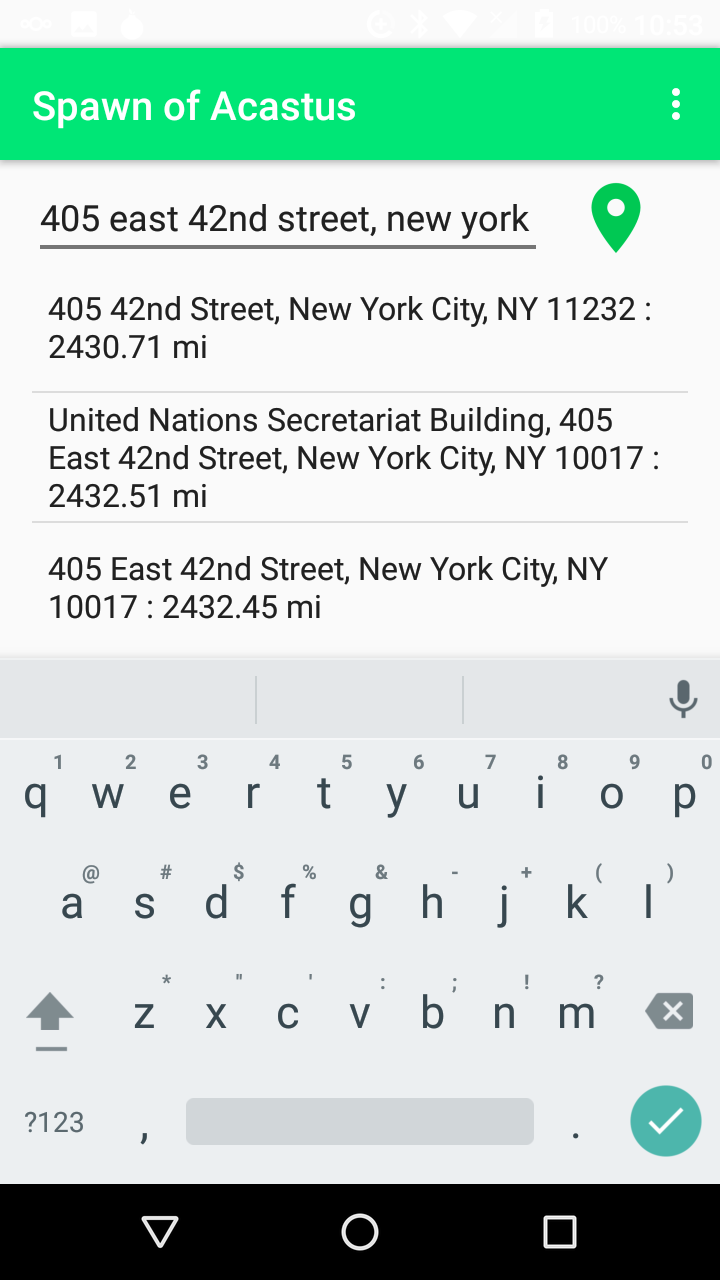 100% 10:53
Spawn of Acastus
405 east 42nd street, new york
405 42nd Street, New York City, NY 11232 :
2430.71 mi
United Nations Secretariat Building, 405
East 42nd Street, New York City, NY 10017 :
2432.51 mi
405 East 42nd Street, New York City, NY
10017 : 2432.45 mi
1 2 3 4 5 6 7 8 9 0
q w e r t y u i o p
@ # $ % & - + ( )
a s d f g h j k l
* " ' : ; ! ?
z x c v b n m
?123 , .